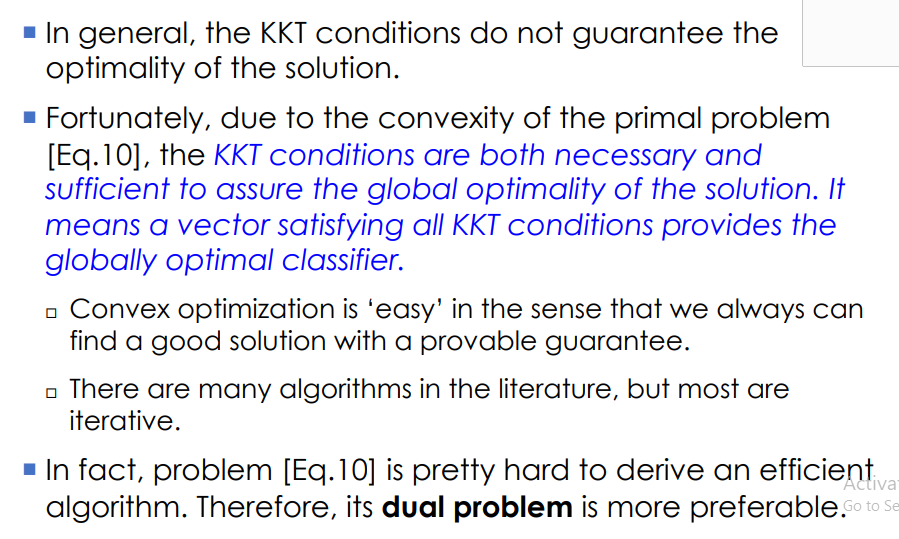 In general, the KKT conditions do not guarantee the
optimality of the solution.
Fortunately, due to the convexity of the primal problem
[Eq.10], the KKT conditions are both necessary and
sufficient to assure the global optimality of the solution. It
means a vector satisfying all KKT conditions provides the
globally optimal classifier.
Convex optimization is ‘easy’ in the sense that we always can
find a good solution with a provable guarantee.
There are many algorithms in the literature, but most are
iterative.
In fact, problem [Eq.10] is pretty hard to derive an efficient
algorithm. Therefore, its dual problem is more preferable.
Activa
Go to Se